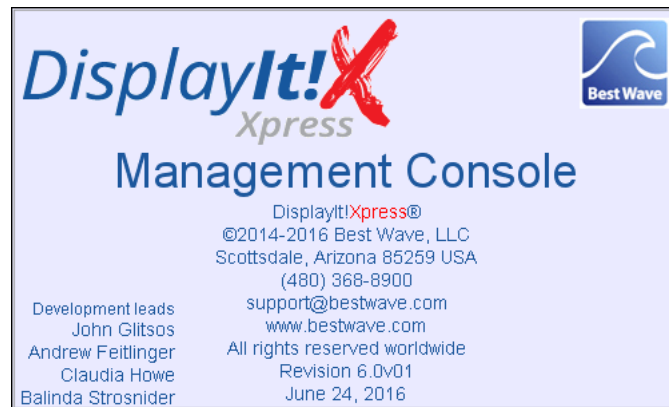 DisplayIt!X
Xpress
Best Wave
Management Console
DisplayIt!Xpress®
©2014-2016 Best Wave, LLC
Scottsdale, Arizona 85259 USA
(480) 368-8900
support@bestwave.com
www.bestwave.com
All rights reserved worldwide
Revision 6.0v01
June 24, 2016
Development leads
John Glitsos
Andrew Feitlinger
Claudia Howe
Balinda Strosnider